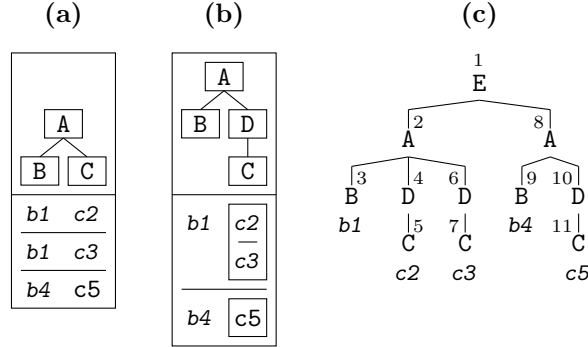 (a) (b) (c)
A
B C
b1 c2
b1 c3
b4 c5
A
B D
C
b1 c2
c3
b4 c5
1
E
2 8
A A
3 4 6 9 10
B D D B D
b1 5 7 b4 11
C C C
c2 c3 c5